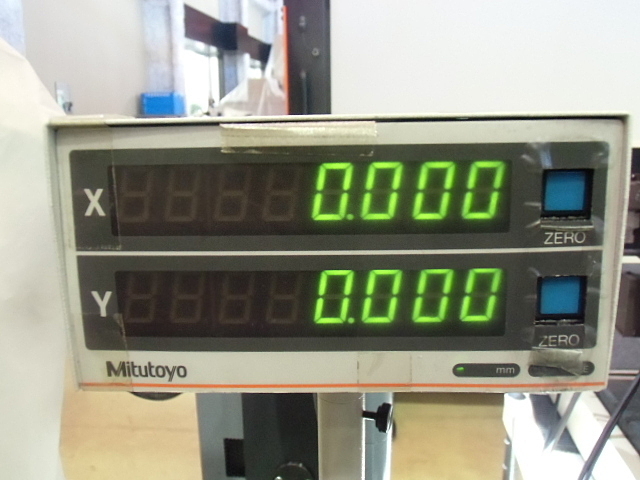 X 0.000
ZERO
Y 0.000
ZERO
Mitutoyo
mm